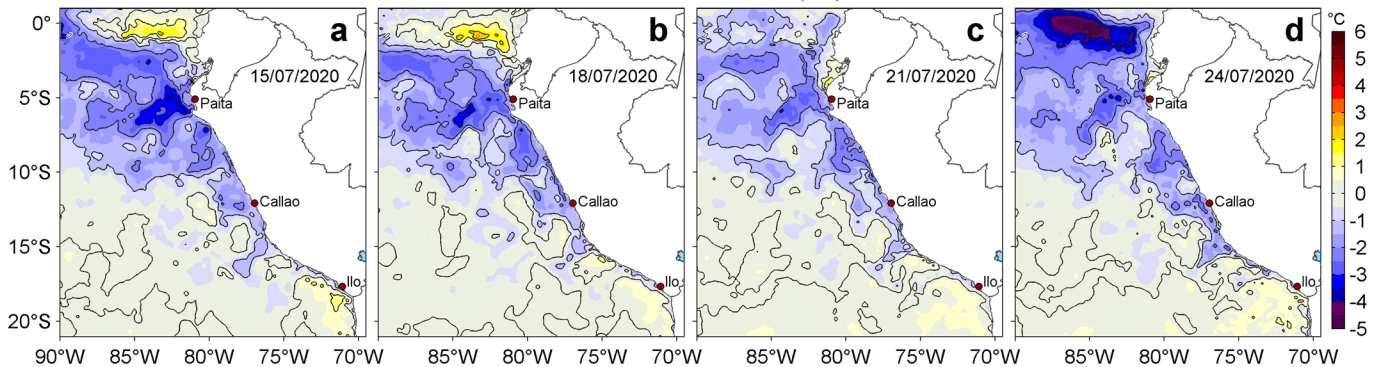 a b c d °C
0°
5°S
10°S
15°S
20°S
15/07/2020 18/07/2020 21/07/2020 24/07/2020
Paita Paita Paita Paita
Callao Callao Callao Callao
Ilo Ilo Ilo Ilo
90°W 85°W 80°W 75°W 70°W 85°W 80°W 75°W 70°W 85°W 80°W 75°W 70°W 85°W 80°W 75°W 70°W
6
5
4
3
2
1
0
-1
-2
-3
-4
-5